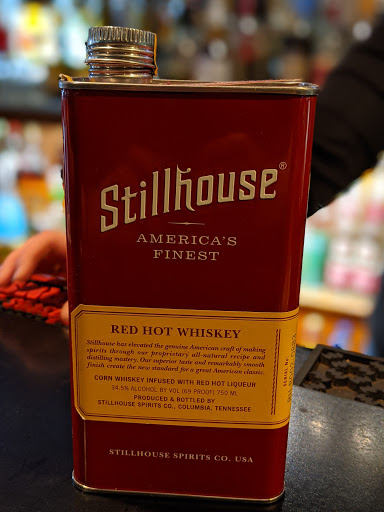 Stillhouse®
AMERICA'S
FINEST
RED HOT WHISKEY
Stillhouse has elevated the genuine American craft of making
spirits through our proprietary all-natural recipe and
distilling mastery. Our superior taste and remarkably smooth
finish create the new standard for a great American classic.
CORN WHISKEY INFUSED WITH RED HOT LIQUEUR
34.5% ALCOHOL BY VOL (69 PROOF) 750 ML
PRODUCED & BOTTLED BY
STILLHOUSE SPIRITS CO., COLUMBIA, TENNESSEE
SERIAL No.
STILLHOUSE SPIRITS CO. USA